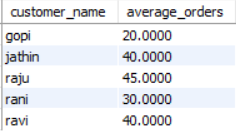 customer_name average_orders
gopi 20.0000
jathin 40.0000
raju 45.0000
rani 30.0000
ravi 40.0000